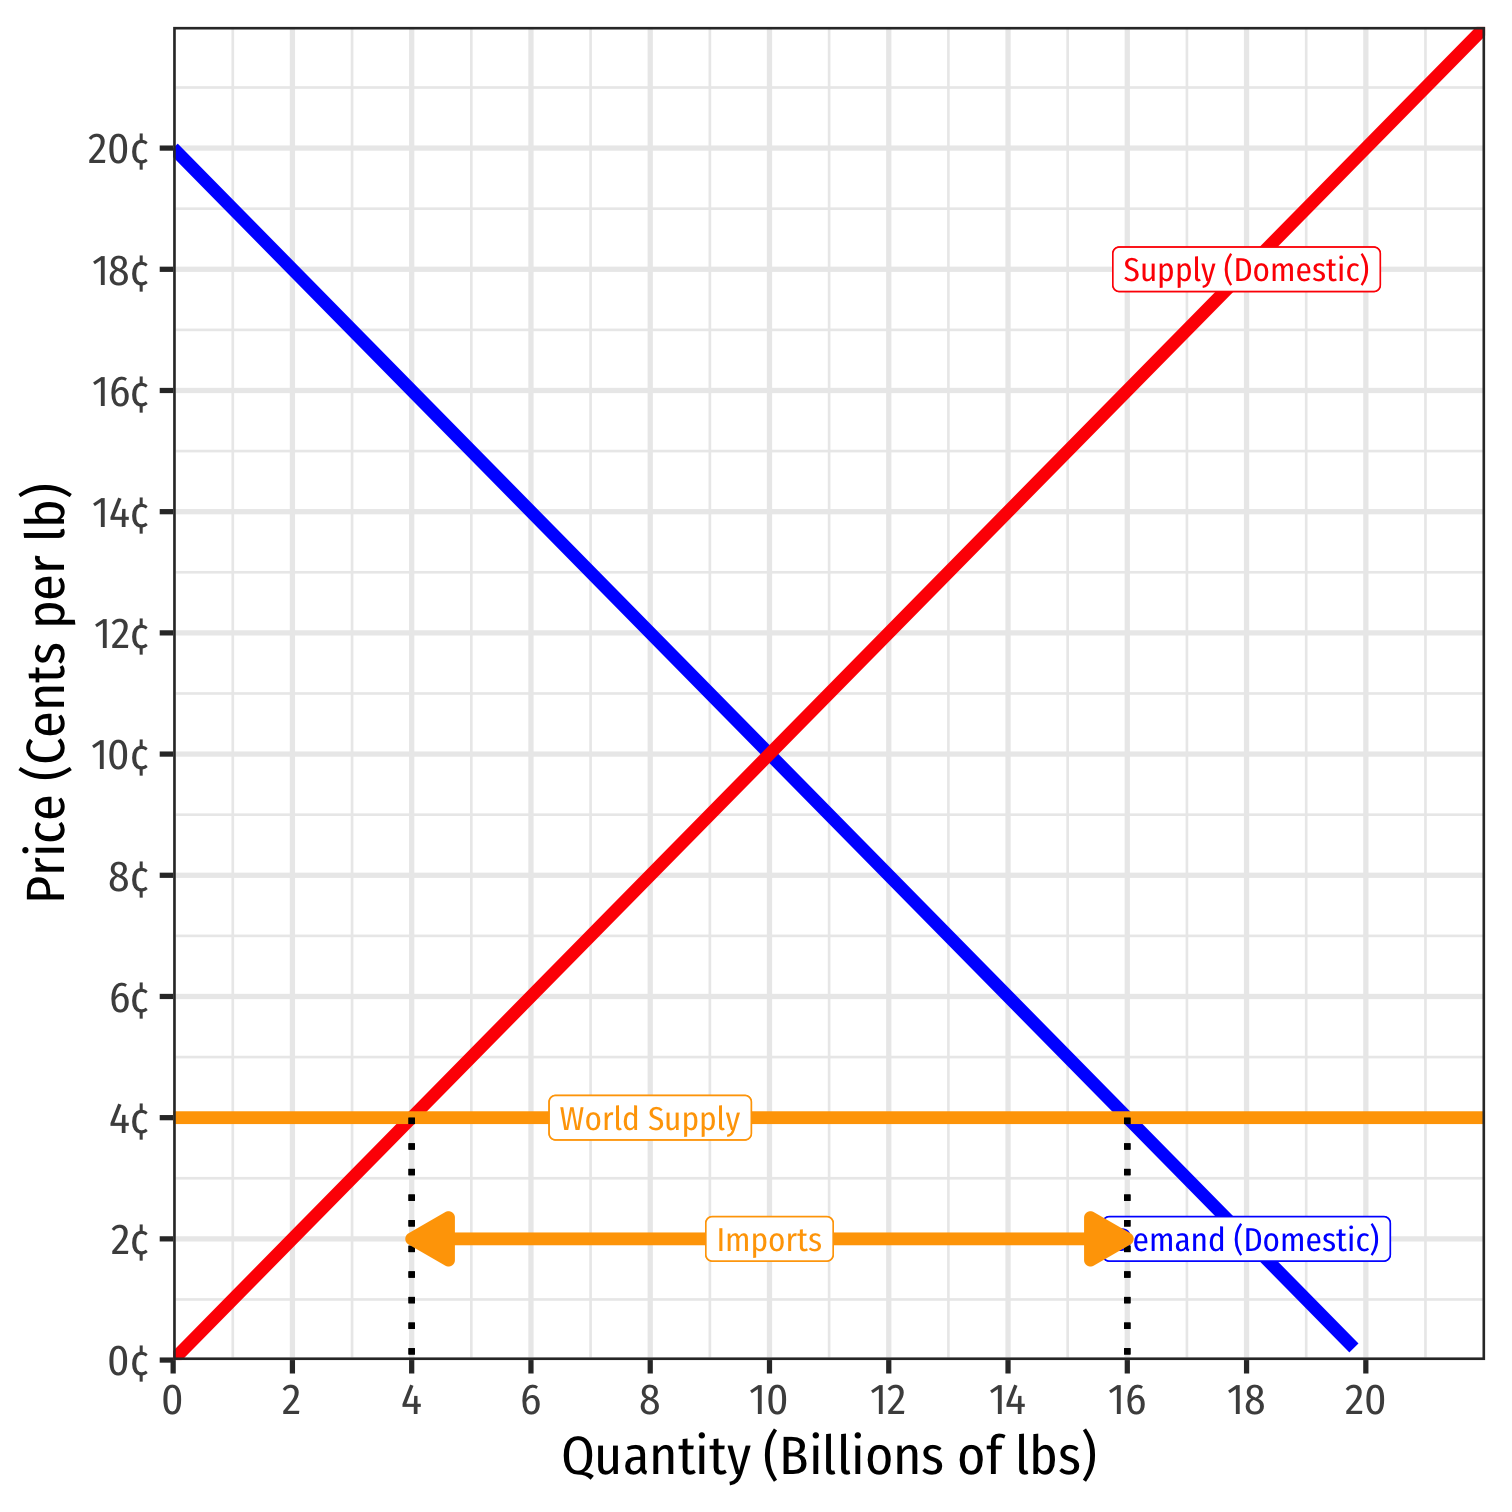 20¢
18¢
16¢
14¢
12¢
10¢
8¢
6¢
4¢
2¢
0¢
Price (Cents per lb)
Supply (Domestic)
World Supply
Imports
emand (Domestic)
0 2 4 6 8 10 12 14 16 18 20
Quantity (Billions of lbs)